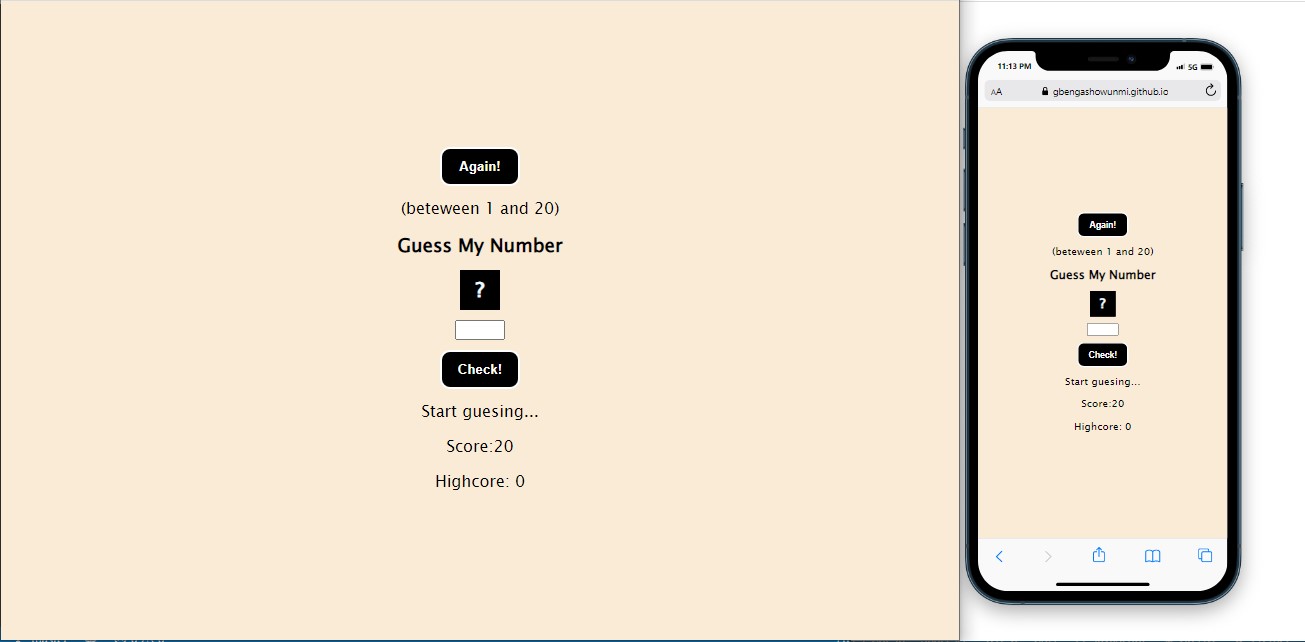 Again!
(beteween 1 and 20)
Guess My Number
?
Check!
Start guesing...
Score:20
Highcore: 0
11:13 PM
5G
AA
gbengashowunmi.github.io
Again!
(beteween 1 and 20)
Guess My Number
?
Check!
Start guesing...
Score:20
Highcore: 0